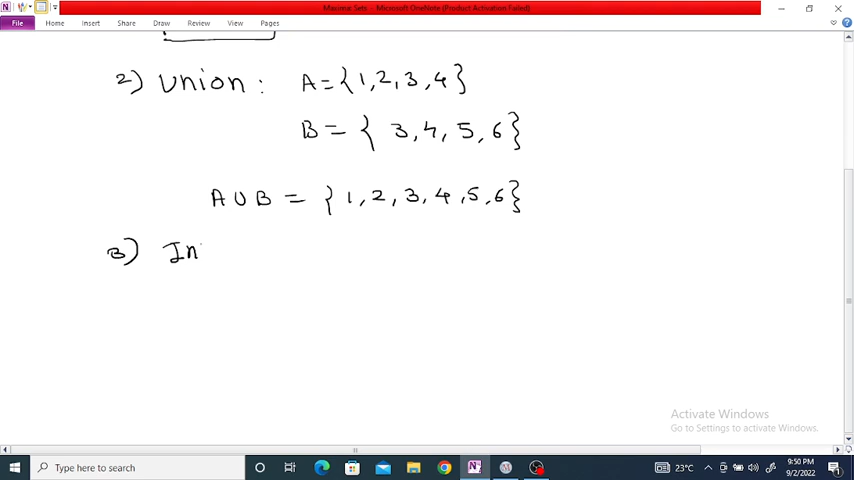 Maxima Sets - Microsoft OneNote (Product Activation Failed)
File Home Insert Share Draw History Review View Pages
2) Union : A={1,2,3,4}
B = { 3,4,5,6}
A U B = {1,2,3,4,5,6}
3) In
Activate Windows
Go to Settings to activate Windows.
Type here to search
23°C
9:50 PM
9/2/2022